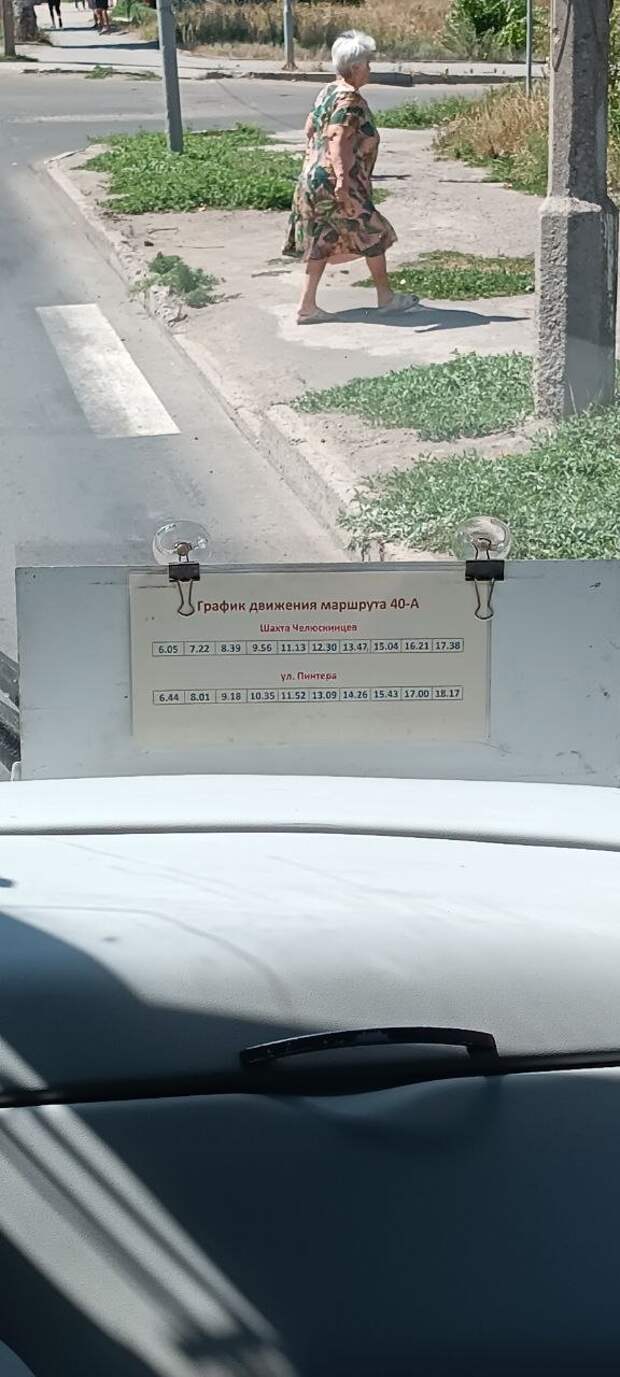 График движения маршрута 40-А
Шахта Челюскинцев
6.05 7.22 8.39 9.56 11.13 12.30 13.47 15.04 16.21 17.38
ул. Пинтера
6.44 8.01 9.18 10.35 11.52 13.09 14.26 15.43 17.00 18.17